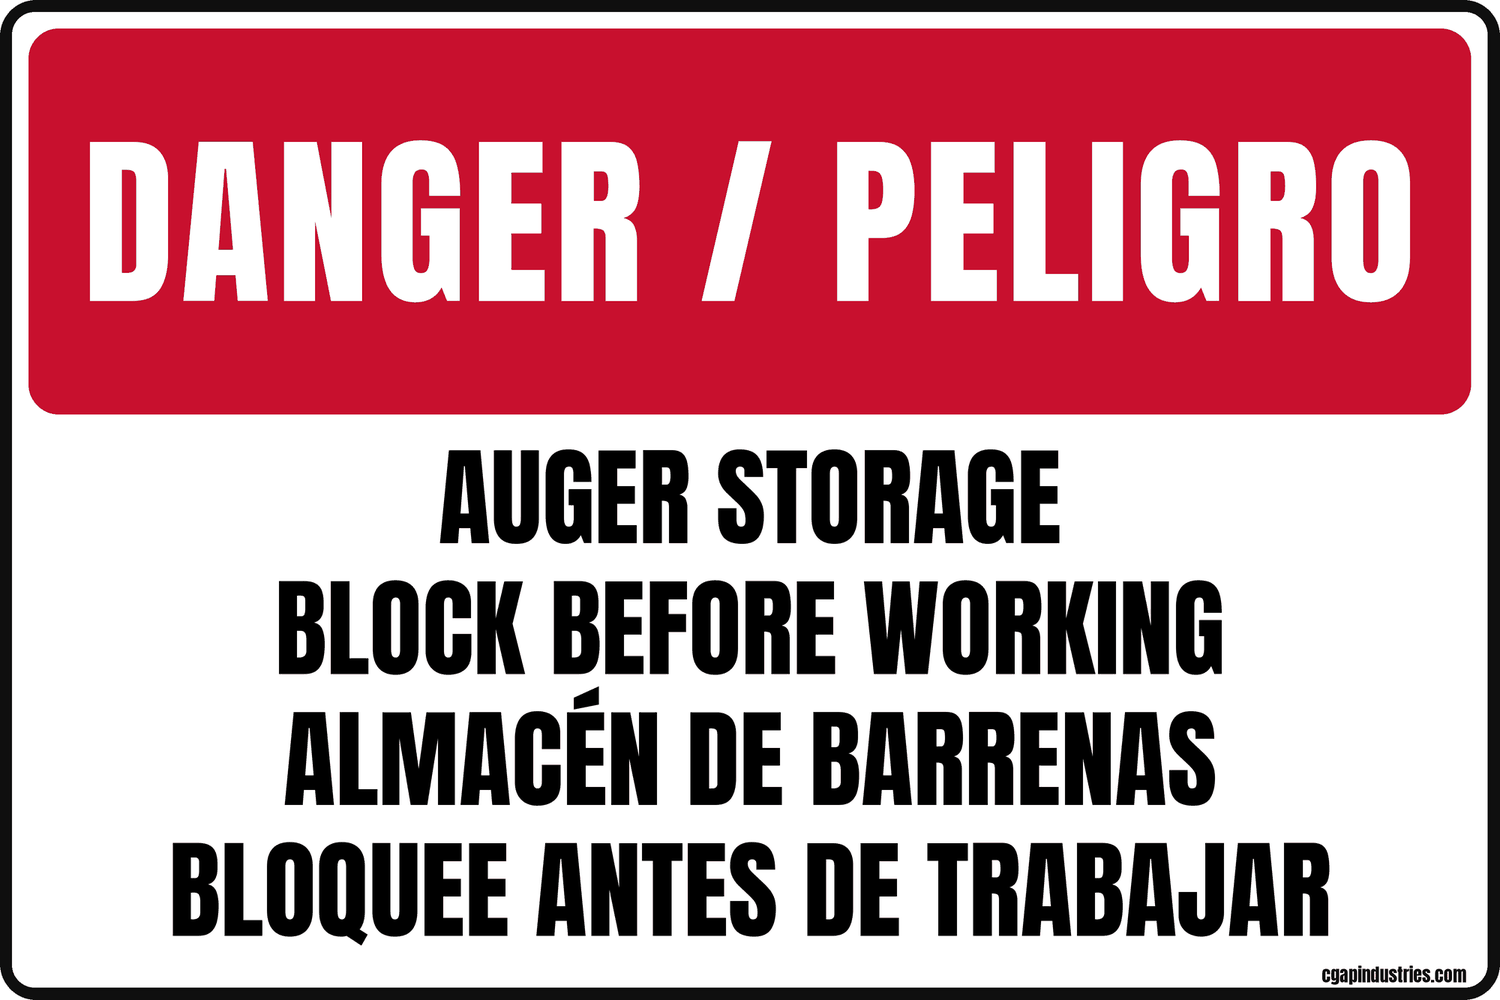 DANGER / PELIGRO
AUGER STORAGE
BLOCK BEFORE WORKING
ALMACÉN DE BARRENAS
BLOQUEE ANTES DE TRABAJAR
cgapindustries.com